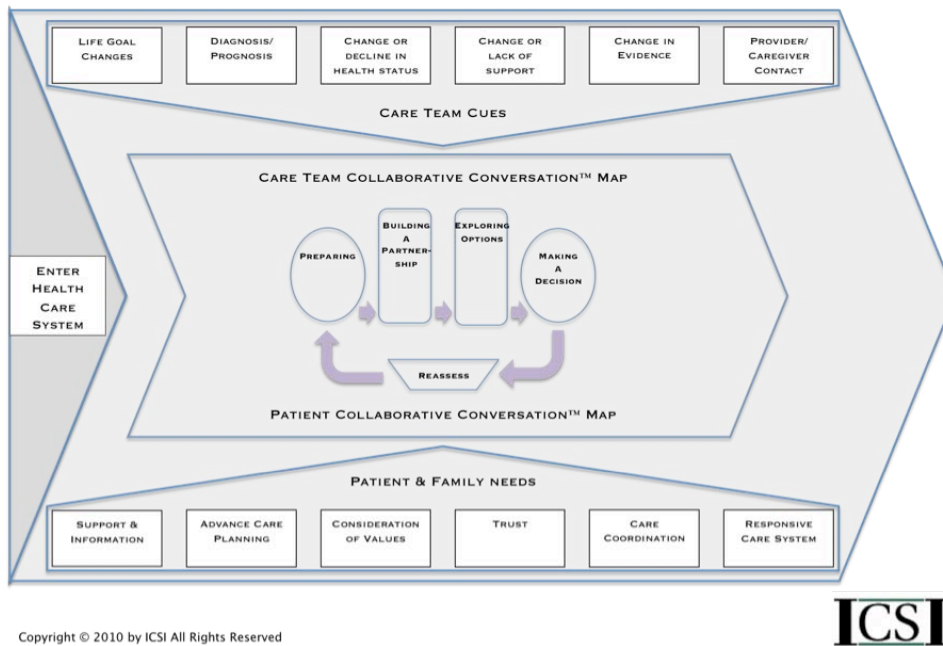 LIFE GOAL
CHANGES
DIAGNOSIS/
PROGNOSIS
CHANGE OR
DECLINE IN
HEALTH STATUS
CHANGE OR
LACK OF
SUPPORT
CHANGE IN
EVIDENCE
PROVIDER/
CAREGIVER
CONTACT
CARE TEAM CUES
CARE TEAM COLLABORATIVE CONVERSATION™ MAP
PREPARING
BUILDING
A
PARTNER-
SHIP
EXPLORING
OPTIONS
MAKING
A
DECISION
REASSESS
ENTER
HEALTH
CARE
SYSTEM
PATIENT COLLABORATIVE CONVERSATION™ MAP
PATIENT & FAMILY NEEDS
SUPPORT &
INFORMATION
ADVANCE CARE
PLANNING
CONSIDERATION
OF VALUES
TRUST
CARE
COORDINATION
RESPONSIVE
CARE SYSTEM
Copyright © 2010 by ICSI All Rights Reserved
ICSI